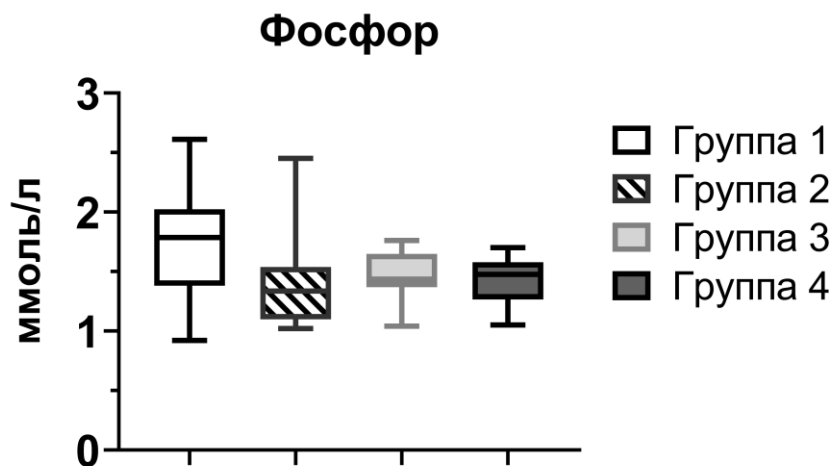 Фосфор
ммоль/л
3
2
1
0
Группа 1
Группа 2
Группа 3
Группа 4